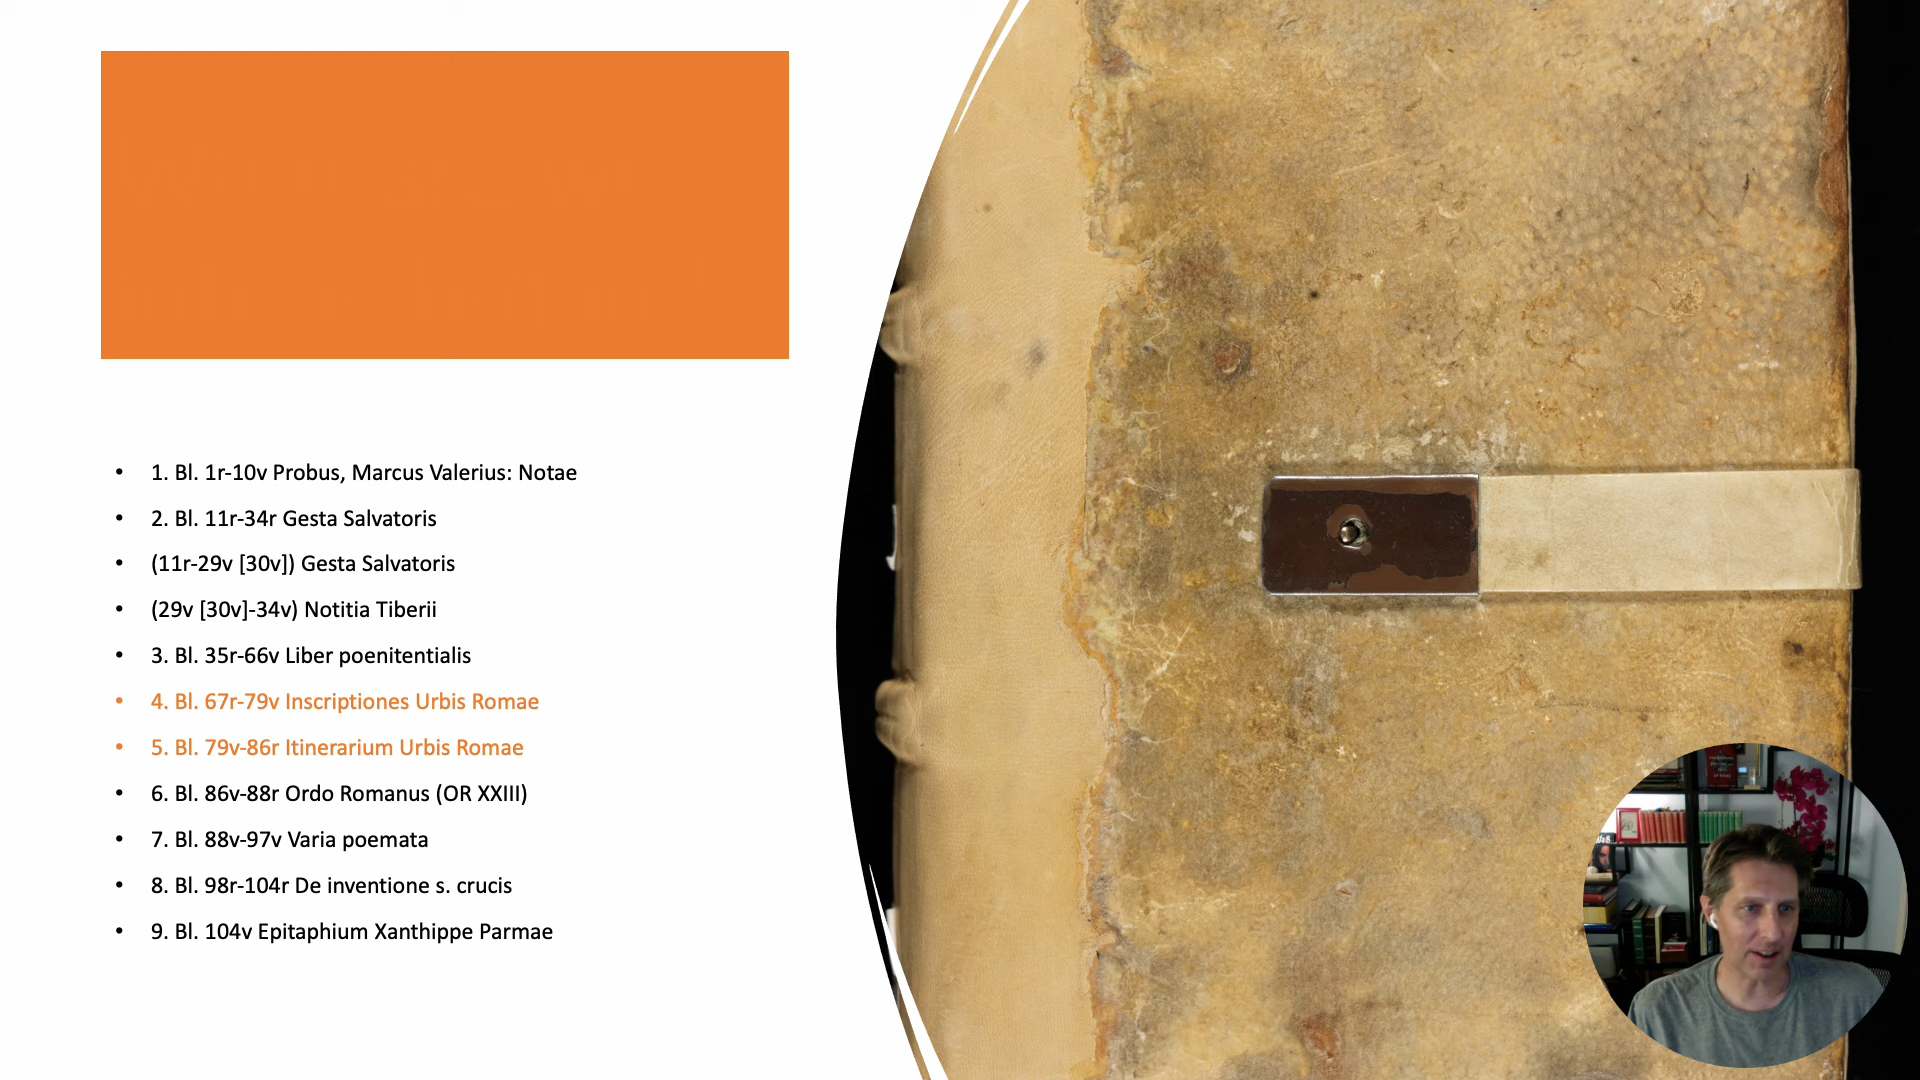 • 1. Bl. 1r-10v Probus, Marcus Valerius: Notae
• 2. Bl. 11r-34r Gesta Salvatoris
• (11r-29v [30v]) Gesta Salvatoris
• (29v [30v]-34v) Notitia Tiberii
• 3. Bl. 35r-66v Liber poenitentialis
• 4. Bl. 67r-79v Inscriptiones Urbis Romae
• 5. Bl. 79v-86r Itinerarium Urbis Romae
• 6. Bl. 86v-88r Ordo Romanus (OR XXIII)
• 7. Bl. 88v-97v Varia poemata
• 8. Bl. 98r-104r De inventione s. crucis
• 9. Bl. 104v Epitaphium Xanthippe Parmae